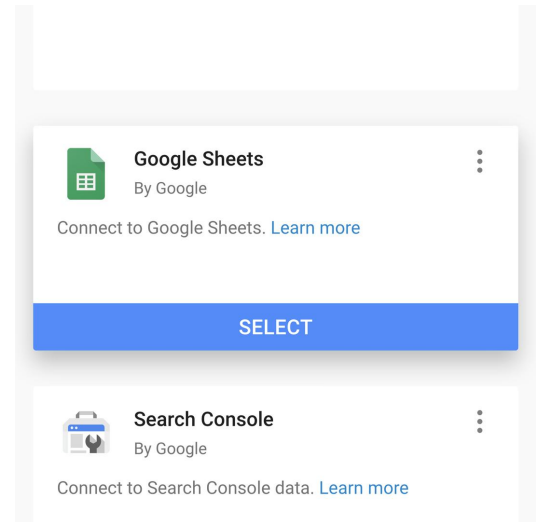 Google Sheets
By Google
Connect to Google Sheets. Learn more
SELECT
Search Console
By Google
Connect to Search Console data. Learn more